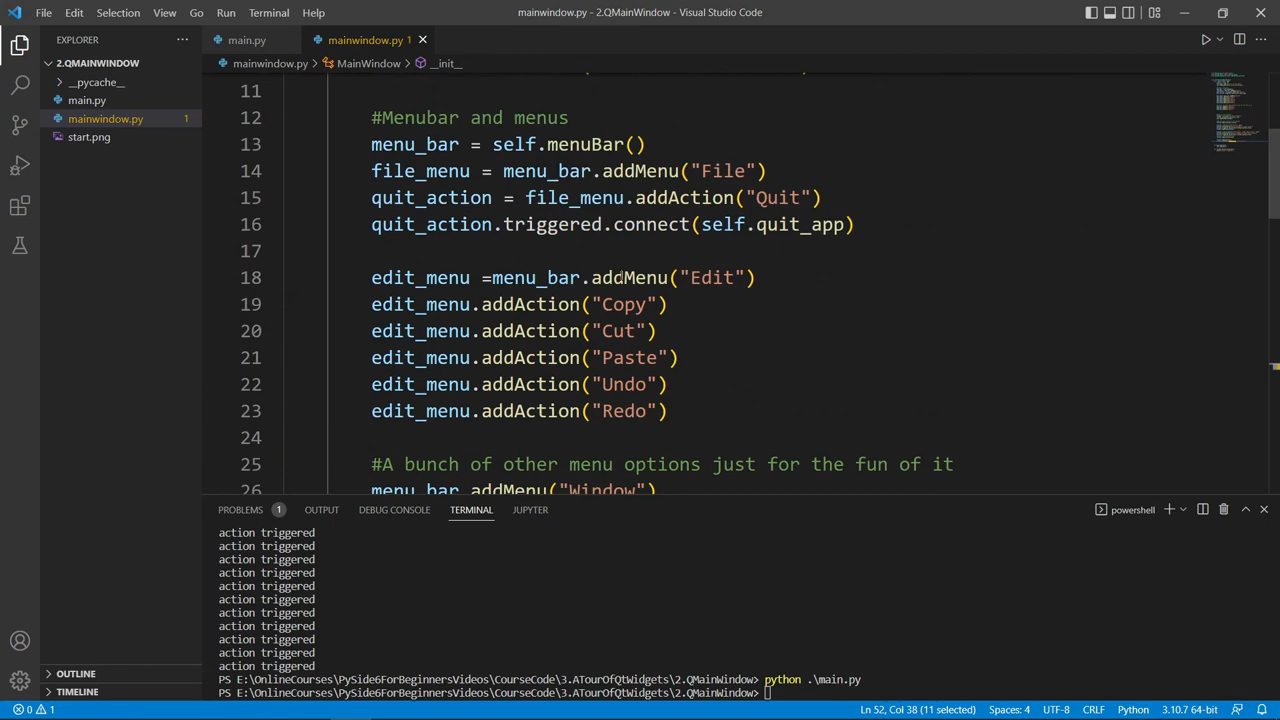 File Edit Selection View Go Run Terminal Help
mainwindow.py - 2.QMainWindow - Visual Studio Code
EXPLORER
main.py
mainwindow.py 1
2.QMAINWINDOW
mainwindow.py > MainWindow > __init__
__pycache__
main.py
mainwindow.py 1
start.png
11
12 #Menubar and menus
13 menu_bar = self.menuBar()
14 file_menu = menu_bar.addMenu("File")
15 quit_action = file_menu.addAction("Quit")
16 quit_action.triggered.connect(self.quit_app)
17
18 edit_menu =menu_bar.addMenu("Edit")
19 edit_menu.addAction("Copy")
20 edit_menu.addAction("Cut")
21 edit_menu.addAction("Paste")
22 edit_menu.addAction("Undo")
23 edit_menu.addAction("Redo")
24
25 #A bunch of other menu options just for the fun of it
26 menu_bar.addMenu("Window")
PROBLEMS 1 OUTPUT DEBUG CONSOLE TERMINAL JUPYTER
powershell
action triggered
action triggered
action triggered
action triggered
action triggered
action triggered
action triggered
action triggered
action triggered
action triggered
action triggered
PS E:\OnlineCourses\PySide6ForBeginnersVideos\CourseCode\3.ATourOfQtWidgets\2.QMainWindow> python .\main.py
PS E:\OnlineCourses\PySide6ForBeginnersVideos\CourseCode\3.ATourOfQtWidgets\2.QMainWindow>
OUTLINE
TIMELINE
0 1
Ln 52, Col 38 (11 selected) Spaces: 4 UTF-8 CRLF Python 3.10.7 64-bit